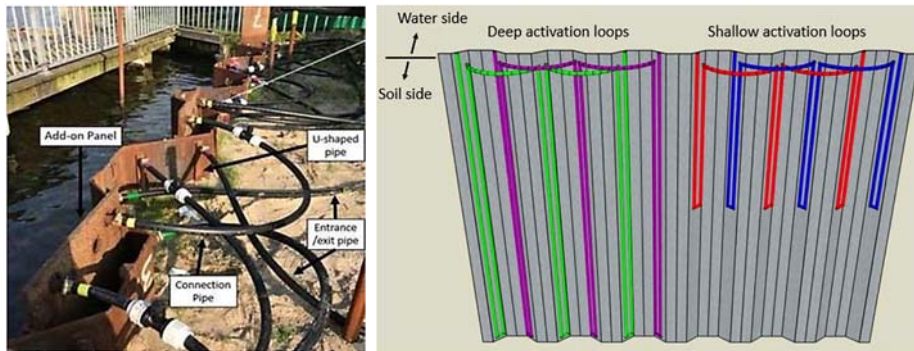 Add-on Panel
U-shaped
pipe
Entrance
/exit pipe
Connection
Pipe
Water side
Soil side
Deep activation loops
Shallow activation loops